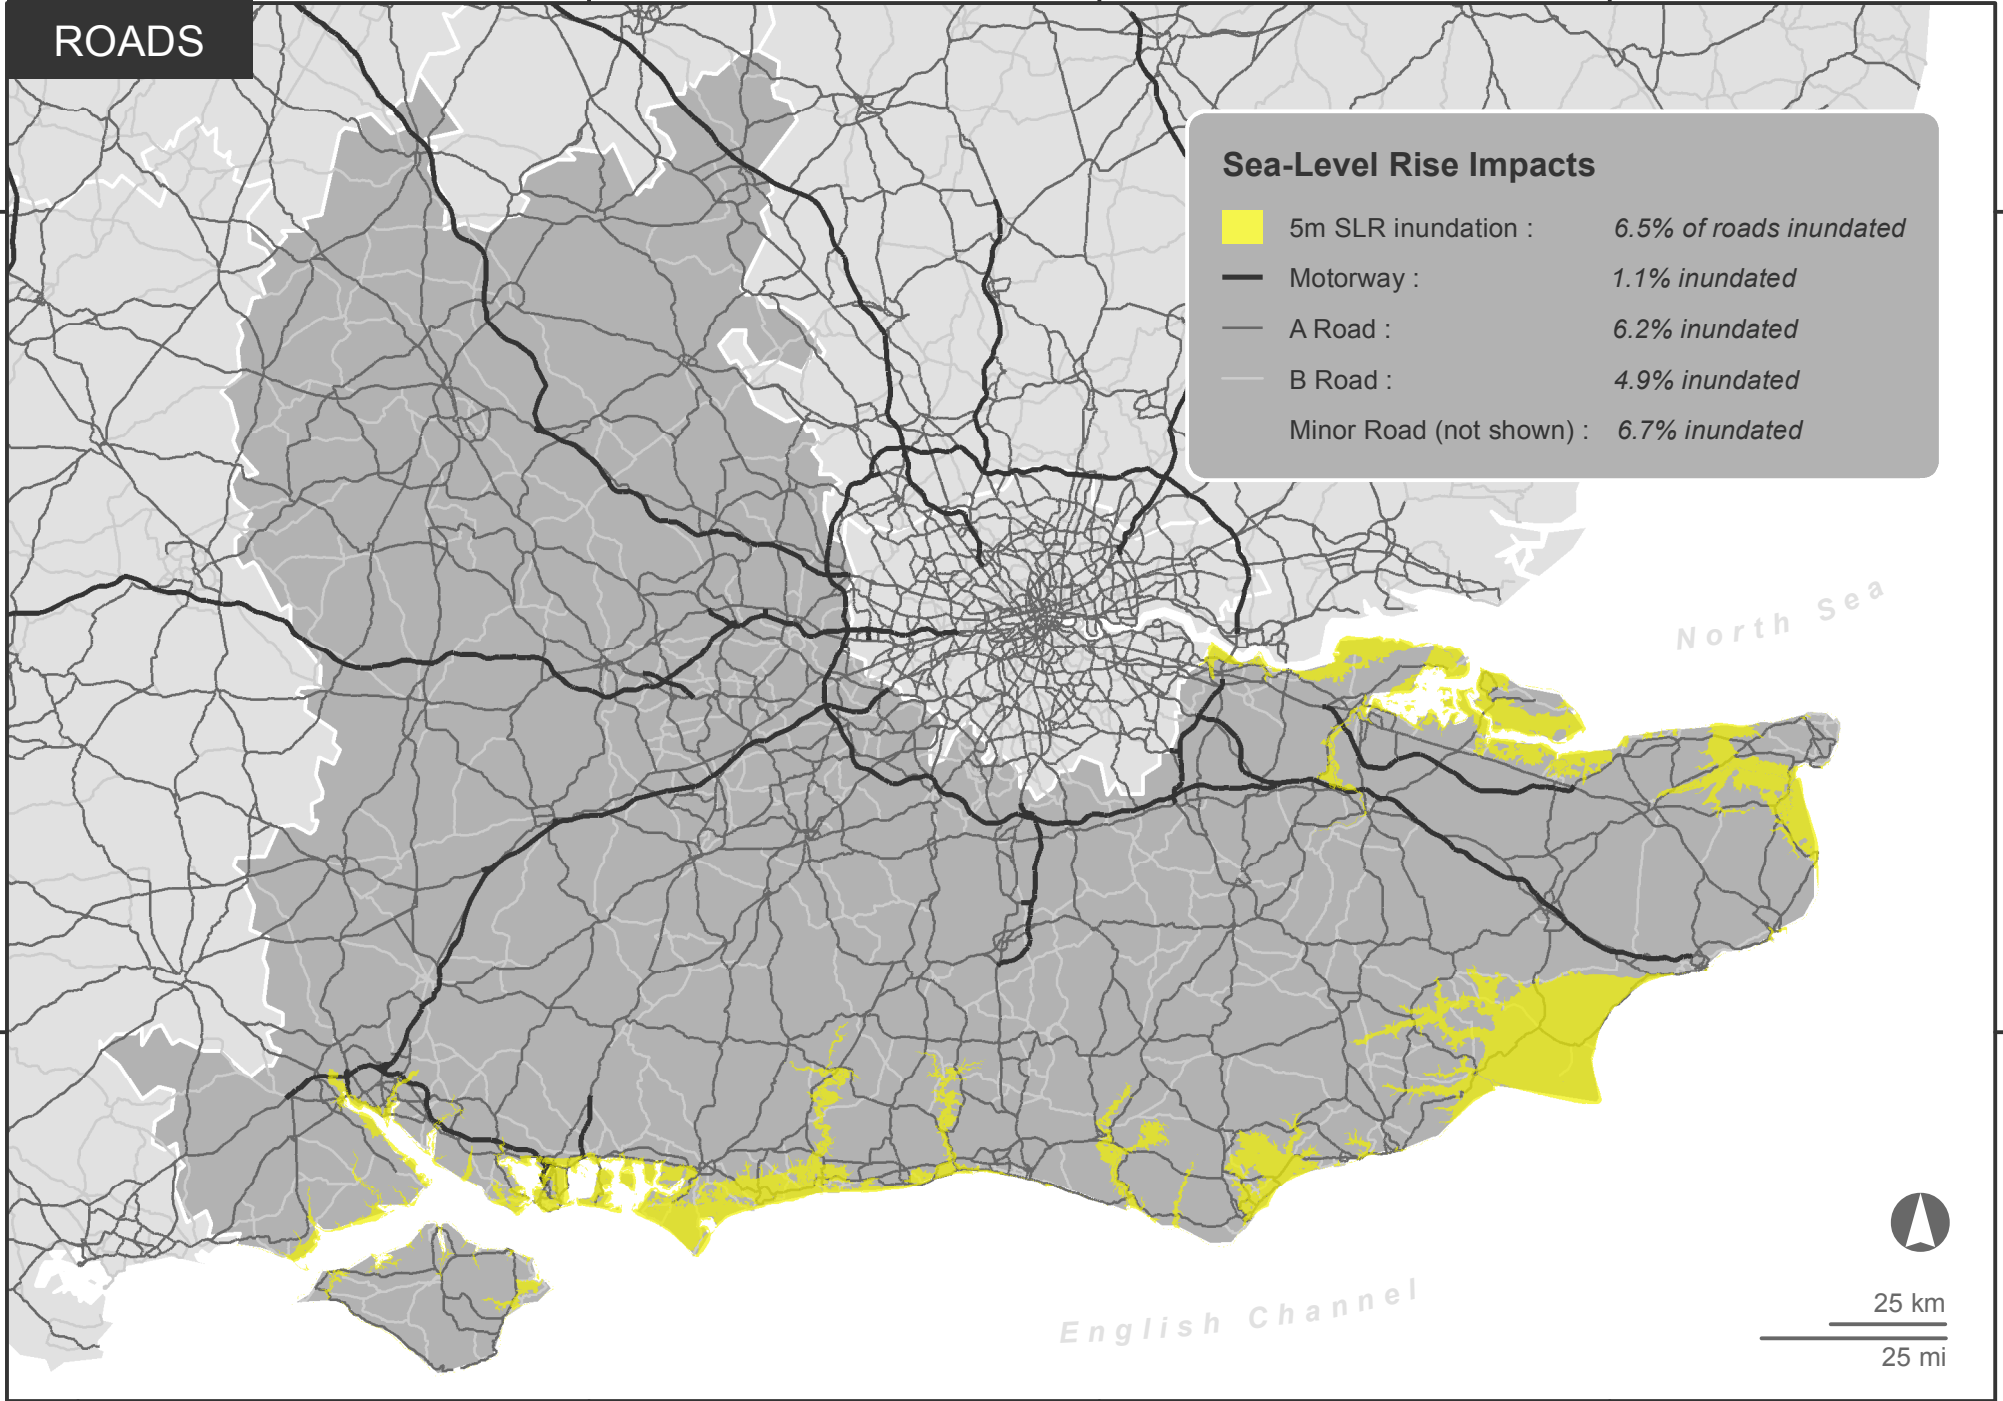 ROADS
Sea-Level Rise Impacts
5m SLR inundation : 6.5% of roads inundated
Motorway : 1.1% inundated
A Road : 6.2% inundated
B Road : 4.9% inundated
Minor Road (not shown) : 6.7% inundated
North Sea
English Channel
25 km
25 mi